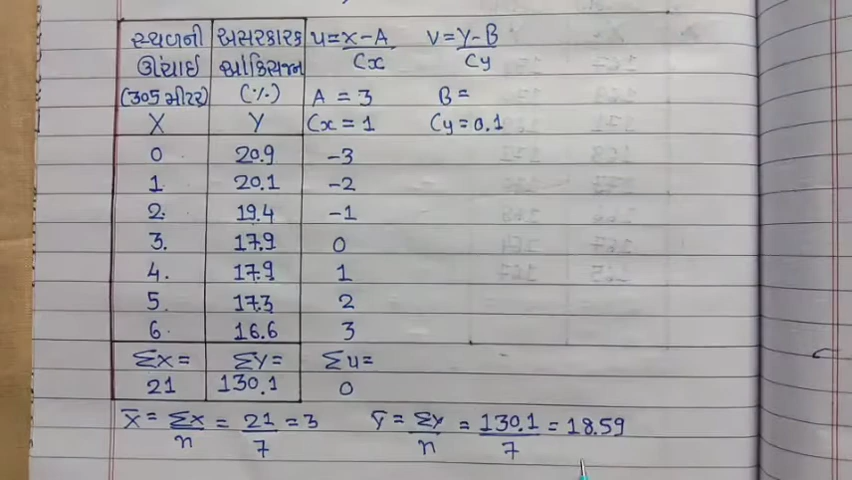 સ્થળની અસરકારક u=x-A/Cx v=y-B/Cy
ઊંચાઈ ઓક્સિજન
(305 મીટર) (%) A = 3 B =
X Y Cx = 1 Cy = 0.1
0 20.9 -3
1 20.1 -2
2. 19.4 -1
3. 17.9 0
4. 17.9 1
5. 17.3 2
6. 16.6 3
Σx= Σy= Σu=
21 130.1 0
x̄ = Σx/n = 21/7 = 3 ȳ = Σy/n = 130.1/7 = 18.59